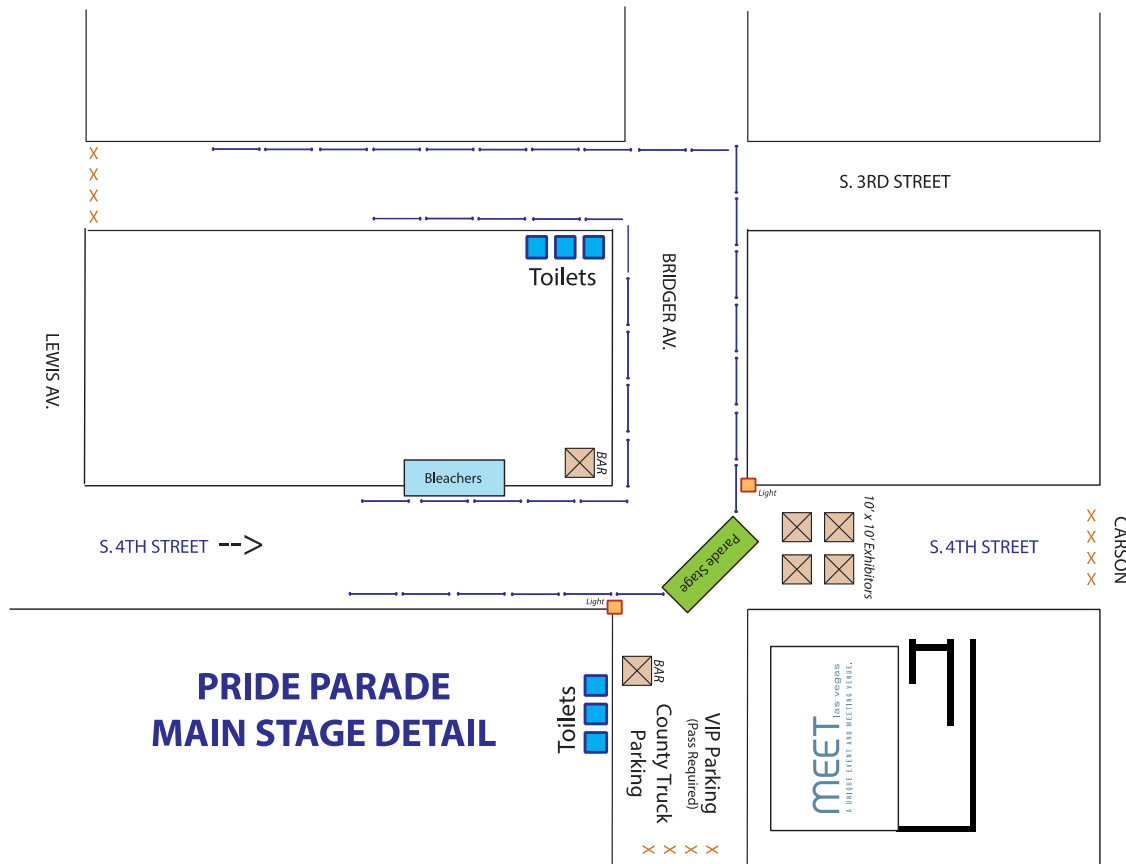 X
X
X
X
S. 3RD STREET
Toilets
BRIDGER AV.
LEWIS AV.
Bleachers
BAR
Light
10' x 10' Exhibitors
X
X
X
X
CARSON
S. 4TH STREET -->
Parade Stage
S. 4TH STREET
Light
BAR
PRIDE PARADE
MAIN STAGE DETAIL
Toilets
County Truck
Parking
VIP Parking
(Pass Required)
X X X X
MEET las vegas
A UNIQUE EVENT AND MEETING VENUE.